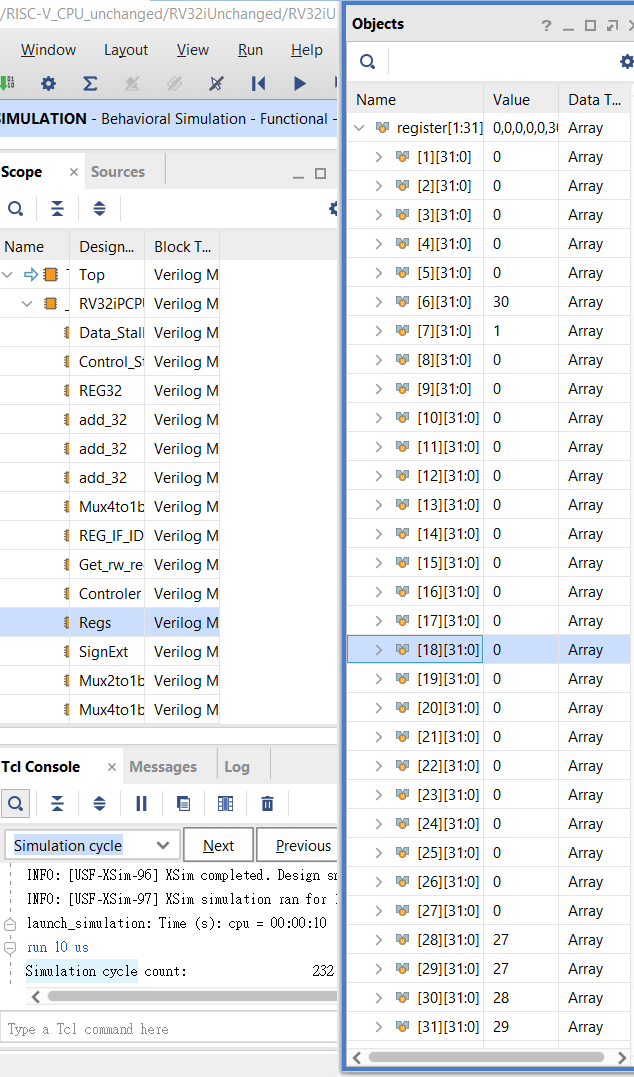 /RISC-V_CPU_unchanged/RV32iUnchanged/RV32iU
Window Layout View Run Help
SIMULATION - Behavioral Simulation - Functional -
Scope × Sources
Name Design... Block T...
Top Verilog M
RV32iPCPU Verilog M
Data_Stall Verilog M
Control_St Verilog M
REG32 Verilog M
add_32 Verilog M
add_32 Verilog M
add_32 Verilog M
Mux4to1b Verilog M
REG_IF_ID Verilog M
Get_rw_re Verilog M
Controler Verilog M
Regs Verilog M
SignExt Verilog M
Mux2to1b Verilog M
Mux4to1b Verilog M
Tcl Console × Messages Log
Simulation cycle Next Previous
INFO: [USF-XSim-96] XSim completed. Design sn
INFO: [USF-XSim-97] XSim simulation ran for
launch_simulation: Time (s): cpu = 00:00:10
run 10 us
Simulation cycle count: 232
Type a Tcl command here
Objects
Name Value Data T...
register[1:31] 0,0,0,0,0,30 Array
[1][31:0] 0 Array
[2][31:0] 0 Array
[3][31:0] 0 Array
[4][31:0] 0 Array
[5][31:0] 0 Array
[6][31:0] 30 Array
[7][31:0] 1 Array
[8][31:0] 0 Array
[9][31:0] 0 Array
[10][31:0] 0 Array
[11][31:0] 0 Array
[12][31:0] 0 Array
[13][31:0] 0 Array
[14][31:0] 0 Array
[15][31:0] 0 Array
[16][31:0] 0 Array
[17][31:0] 0 Array
[18][31:0] 0 Array
[19][31:0] 0 Array
[20][31:0] 0 Array
[21][31:0] 0 Array
[22][31:0] 0 Array
[23][31:0] 0 Array
[24][31:0] 0 Array
[25][31:0] 0 Array
[26][31:0] 0 Array
[27][31:0] 0 Array
[28][31:0] 27 Array
[29][31:0] 27 Array
[30][31:0] 28 Array
[31][31:0] 29 Array